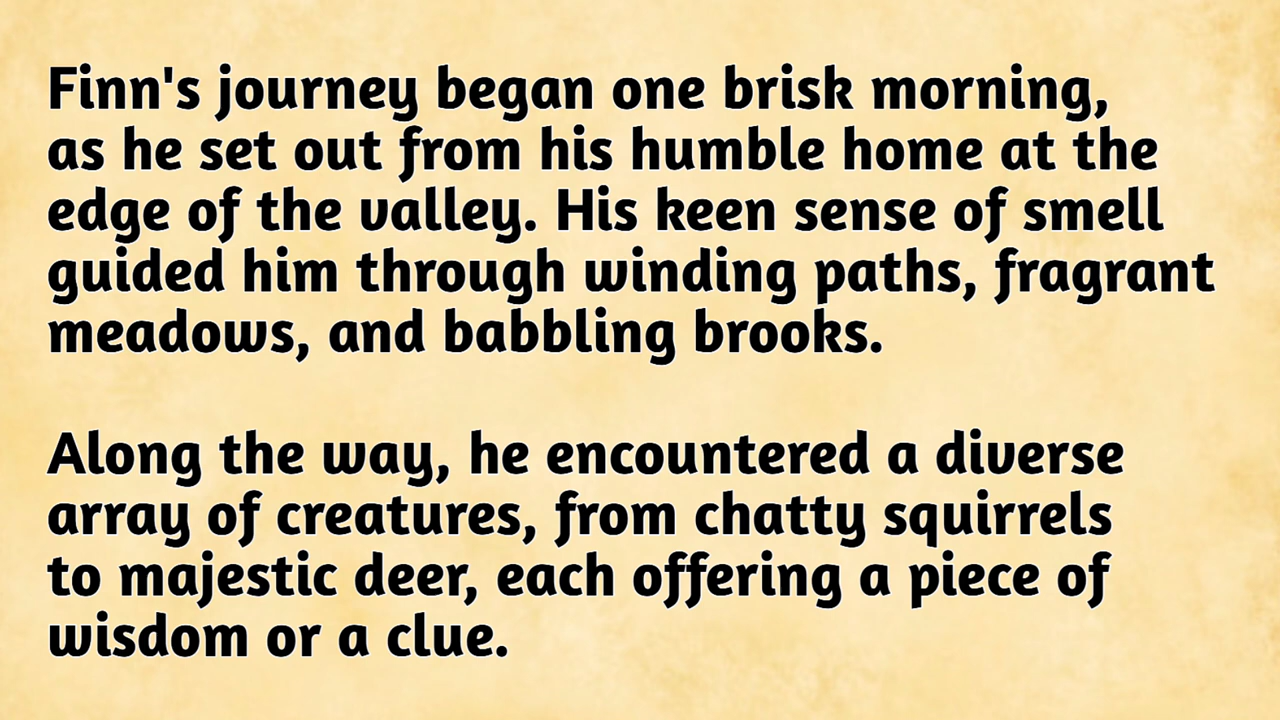 Finn's journey began one brisk morning,
as he set out from his humble home at the
edge of the valley. His keen sense of smell
guided him through winding paths, fragrant
meadows, and babbling brooks.
Along the way, he encountered a diverse
array of creatures, from chatty squirrels
to majestic deer, each offering a piece of
wisdom or a clue.